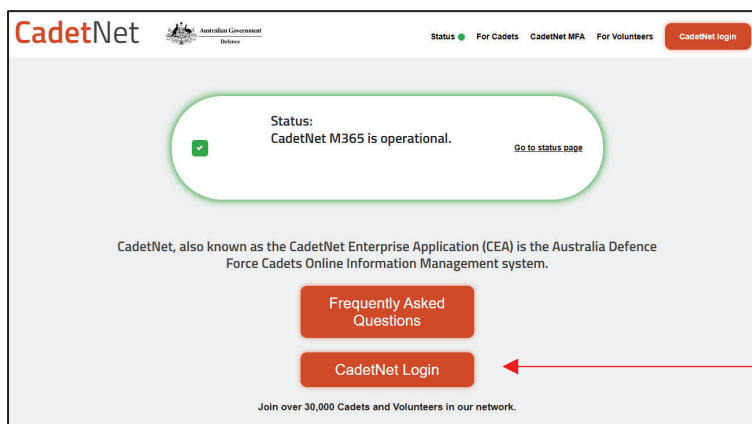 CadetNet
Australian Government
Defence
Status
For Cadets
CadetNet MFA
For Volunteers
CadetNet login
Status:
CadetNet M365 is operational.
Go to status page
CadetNet, also known as the CadetNet Enterprise Application (CEA) is the Australia Defence
Force Cadets Online Information Management system.
Frequently Asked
Questions
CadetNet Login
Join over 30,000 Cadets and Volunteers in our network.